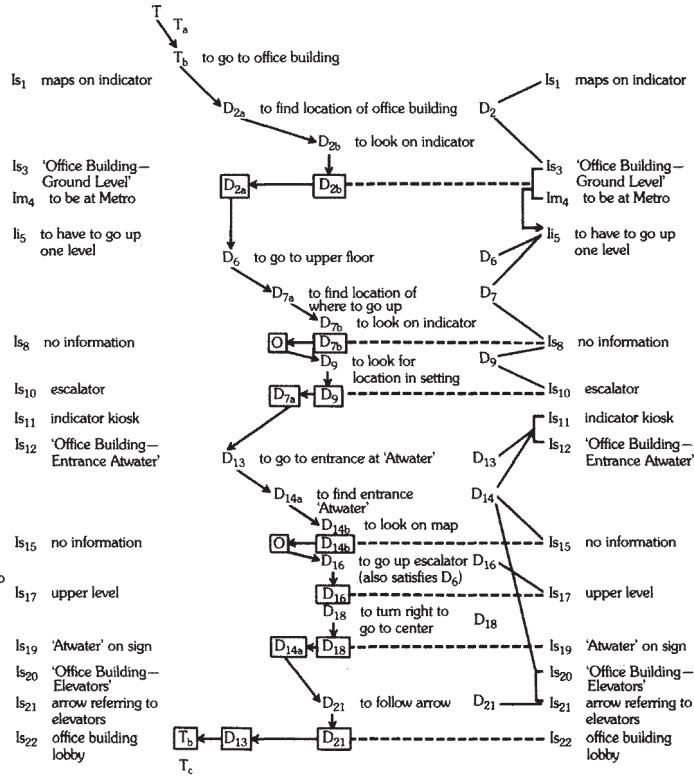 T
Ta
Tb to go to office building
Is1 maps on indicator
Is1 maps on indicator
D2a to find location of office building
D2
D2b to look on indicator
Is3 'Office Building—
Ground Level'
Is3 'Office Building—
Ground Level'
D2a
D2b
Im4 to be at Metro
Im4 to be at Metro
Ii5 to have to go up
one level
Ii5 to have to go up
one level
D6 to go to upper floor
D6
D7a to find location of
where to go up
D7
D7b to look on indicator
Is8 no information
O
D7b
Is8 no information
D9 to look for
location in setting
D9
Is10 escalator
D7a
D9
Is10 escalator
Is11 indicator kiosk
Is11 indicator kiosk
Is12 'Office Building—
Entrance Atwater'
Is12 'Office Building—
Entrance Atwater'
D13 to go to entrance at 'Atwater'
D13
D14a to find entrance
'Atwater'
D14
D14b to look on map
Is15 no information
O
D14b
Is15 no information
D16 to go up escalator
(also satisfies D6)
D16
Is17 upper level
D16
Is17 upper level
D18 to turn right to
go to center
D18
Is19 'Atwater' on sign
D14a
D18
Is19 'Atwater' on sign
Is20 'Office Building—
Elevators'
Is20 'Office Building—
Elevators'
Is21 arrow referring to
elevators
D21 to follow arrow
D21
Is21 arrow referring to
elevators
Is22 office building
lobby
Tb
D13
D21
Is22 office building
lobby
Tc